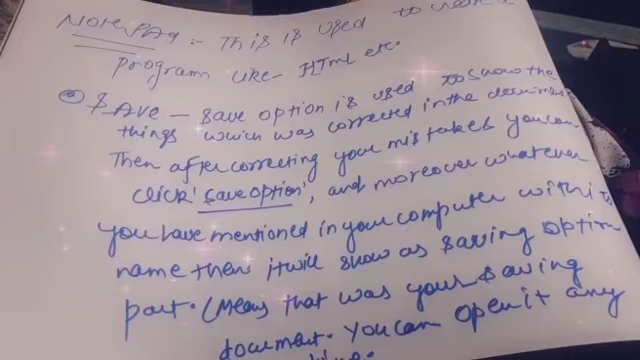 NotePad :- This is used to create a
program like - HTML etc.
SAVE - Save option is used to show the
things which was corrected in the document
Then after correcting your mistakes you can
click 'save option', and moreover whatever
you have mentioned in your computer with its
name then it will show as saving option
part. (Means that was your saving
document. You can open it any